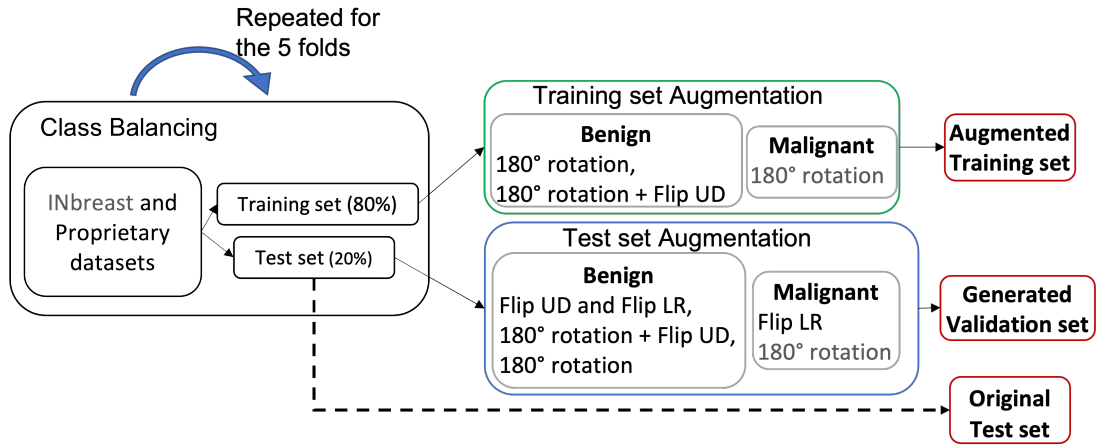 Repeated for
the 5 folds
Class Balancing
INbreast and
Proprietary
datasets
Training set (80%)
Test set (20%)
Training set Augmentation
Benign
180° rotation,
180° rotation + Flip UD
Malignant
180° rotation
Augmented
Training set
Test set Augmentation
Benign
Flip UD and Flip LR,
180° rotation + Flip UD,
180° rotation
Malignant
Flip LR
180° rotation
Generated
Validation set
Original
Test set